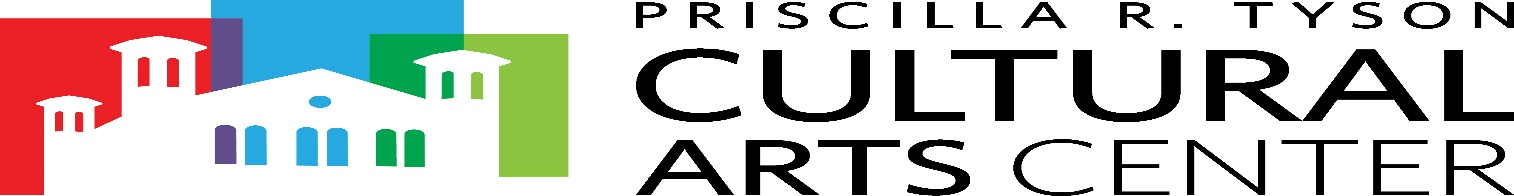 PRISCILLA R. TYSON
CULTURAL
ARTS CENTER